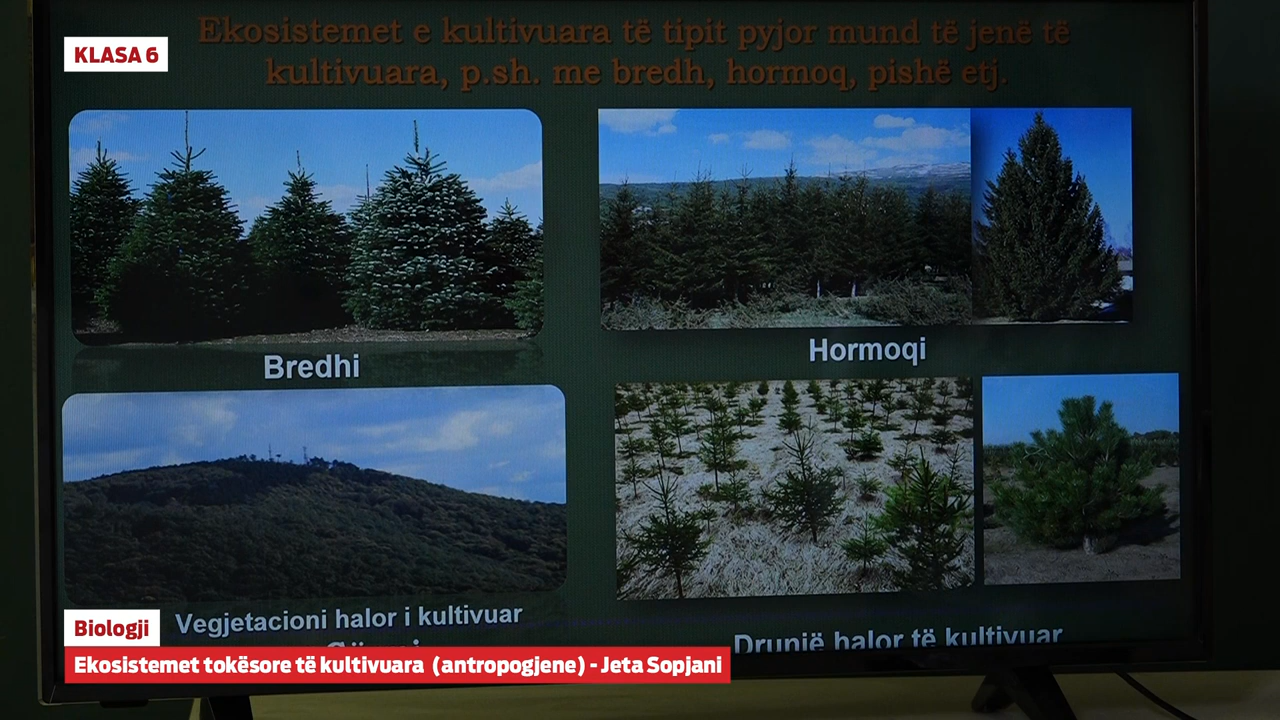 Ekosistemet e kultivuara të tipit pyjor mund të jenë të
kultivuara, p.sh. me bredh, hormoq, pishë etj.
KLASA 6
Bredhi
Hormoqi
Vegjetacioni halor i kultivuar
Drunjë halor të kultivuar
Biologji
Ekosistemet tokësore të kultivuara (antropogjene) - Jeta Sopjani